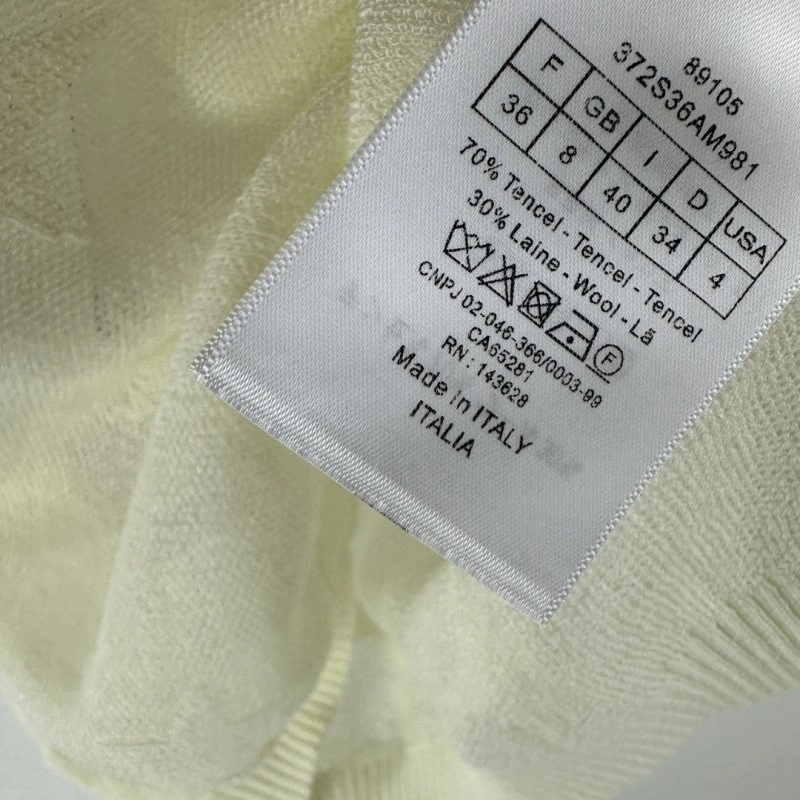 89105
372S36AM981
F GB I D USA
36 8 40 34 4
70% Tencel - Tencel - Tencel
30% Laine - Wool - Lã
F
CNPJ 02-046-366/0003-99
CA65281
RN : 143628
Made in ITALY
ITALIA